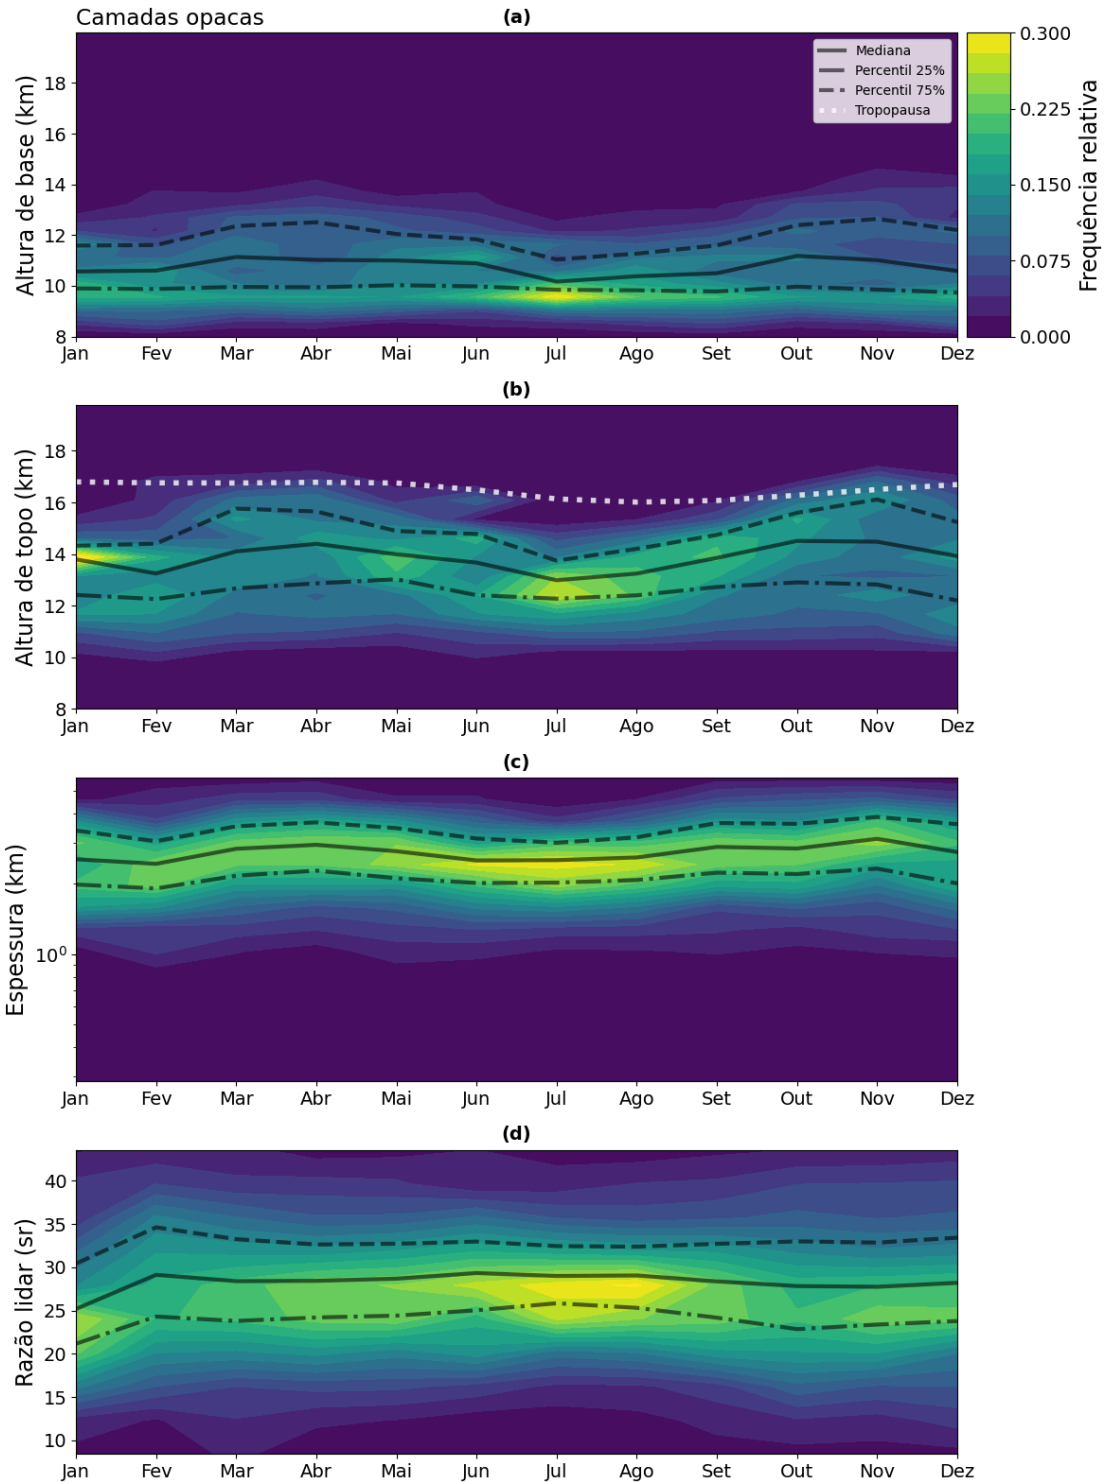 Camadas opacas
(a)
Altura de base (km)
18
16
14
12
10
8
Jan Fev Mar Abr Mai Jun Jul Ago Set Out Nov Dez
Mediana
Percentil 25%
Percentil 75%
Tropopausa
0.300
0.225
0.150
0.075
0.000
Frequência relativa
(b)
Altura de topo (km)
18
16
14
12
10
8
Jan Fev Mar Abr Mai Jun Jul Ago Set Out Nov Dez
(c)
Espessura (km)
10⁰
Jan Fev Mar Abr Mai Jun Jul Ago Set Out Nov Dez
(d)
Razão lidar (sr)
40
35
30
25
20
15
10
Jan Fev Mar Abr Mai Jun Jul Ago Set Out Nov Dez